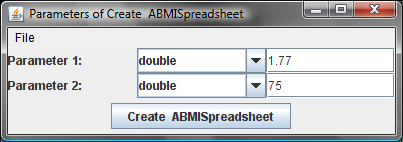 Parameters of Create ABMISpreadsheet
File
Parameter 1: double 1.77
Parameter 2: double 75
Create ABMISpreadsheet